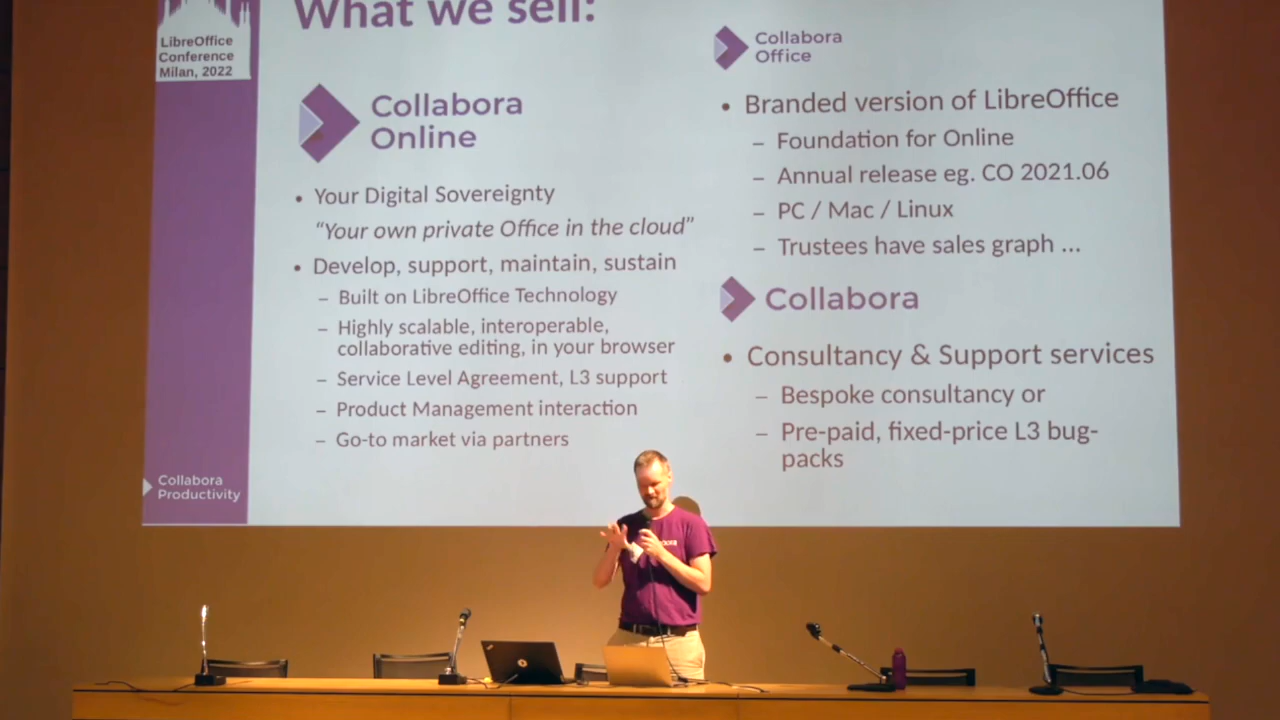 What we sell:
LibreOffice
Conference
Milan, 2022
Collabora
Online
• Your Digital Sovereignty
“Your own private Office in the cloud”
• Develop, support, maintain, sustain
– Built on LibreOffice Technology
– Highly scalable, interoperable,
collaborative editing, in your browser
– Service Level Agreement, L3 support
– Product Management interaction
– Go-to market via partners
Collabora
Office
• Branded version of LibreOffice
– Foundation for Online
– Annual release eg. CO 2021.06
– PC / Mac / Linux
– Trustees have sales graph ...
Collabora
• Consultancy & Support services
– Bespoke consultancy or
– Pre-paid, fixed-price L3 bug-
packs
Collabora
Productivity